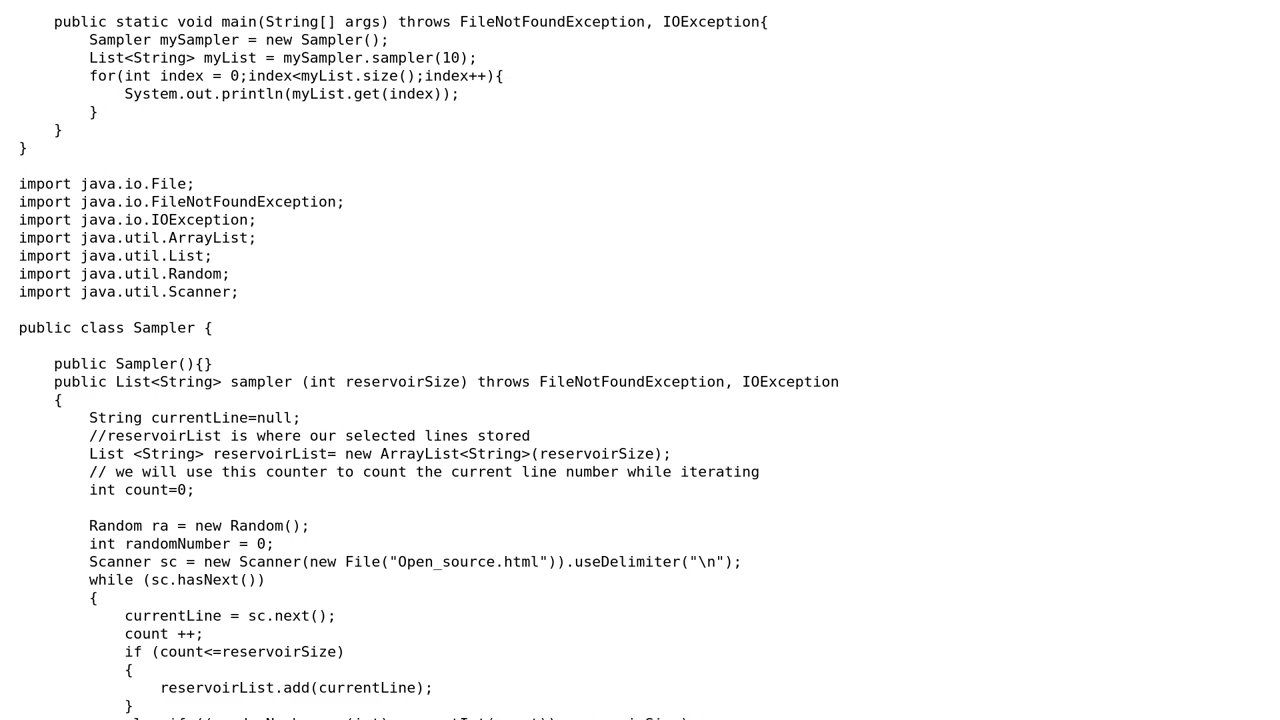 public static void main(String[] args) throws FileNotFoundException, IOException{
        Sampler mySampler = new Sampler();
        List<String> myList = mySampler.sampler(10);
        for(int index = 0;index<myList.size();index++){
            System.out.println(myList.get(index));
        }
    }
}

import java.io.File;
import java.io.FileNotFoundException;
import java.io.IOException;
import java.util.ArrayList;
import java.util.List;
import java.util.Random;
import java.util.Scanner;

public class Sampler {

    public Sampler(){}
    public List<String> sampler (int reservoirSize) throws FileNotFoundException, IOException
    {
        String currentLine=null;
        //reservoirList is where our selected lines stored
        List <String> reservoirList= new ArrayList<String>(reservoirSize);
        // we will use this counter to count the current line number while iterating
        int count=0;

        Random ra = new Random();
        int randomNumber = 0;
        Scanner sc = new Scanner(new File("Open_source.html")).useDelimiter("\n");
        while (sc.hasNext())
        {
            currentLine = sc.next();
            count ++;
            if (count<=reservoirSize)
            {
                reservoirList.add(currentLine);
            }